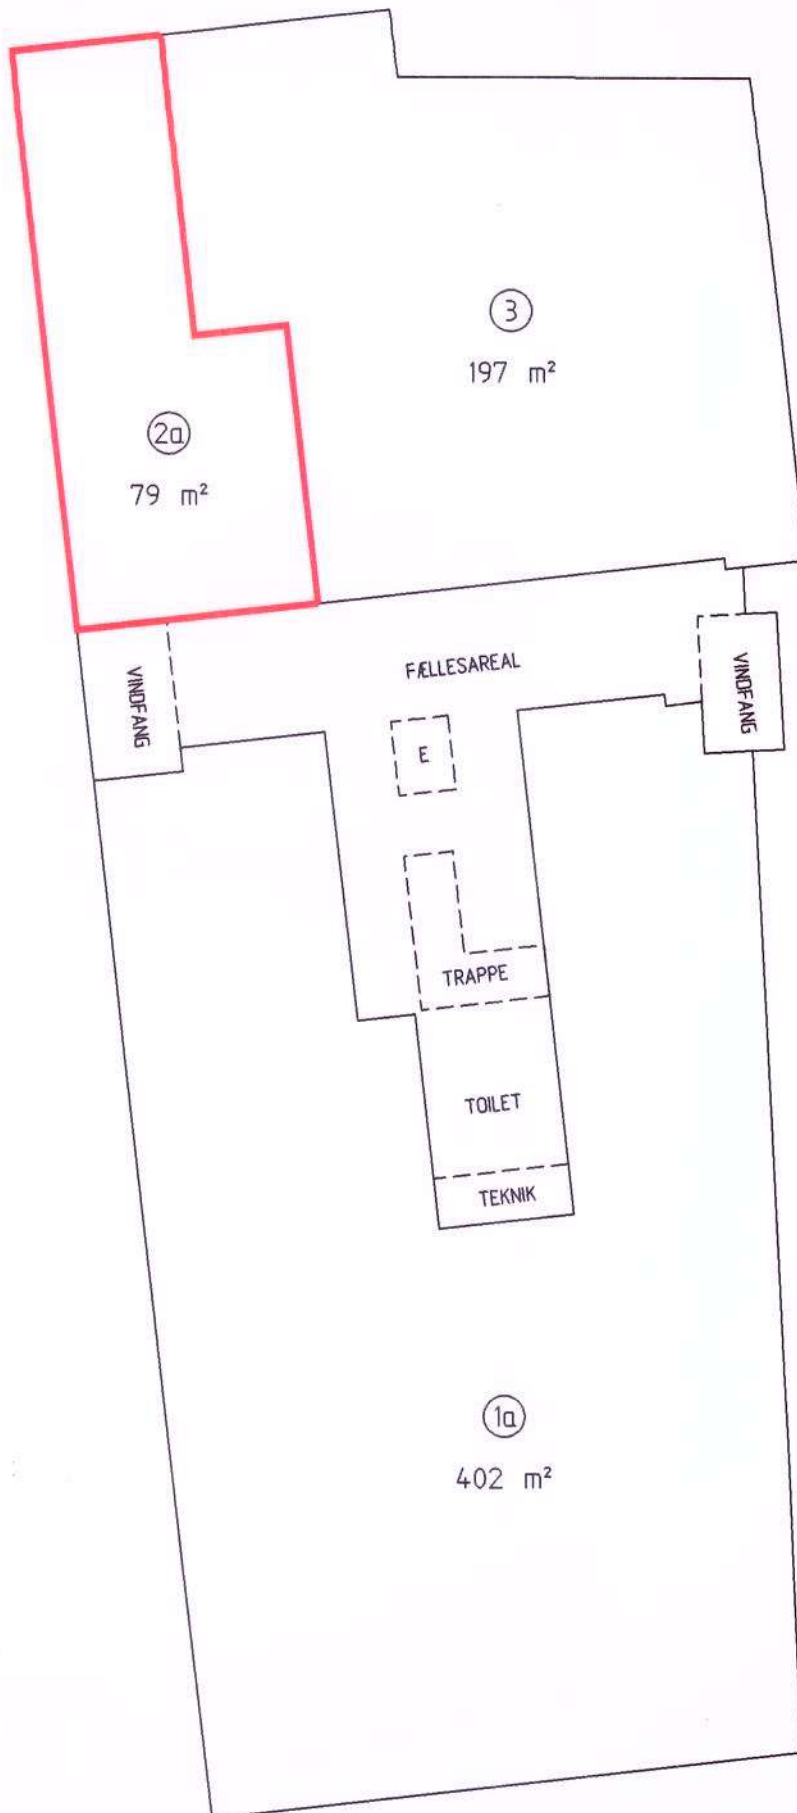 3
197 m²
2a
79 m²
FÆLLESAREAL
VINDFANG
VINDFANG
E
TRAPPE
TOILET
TEKNIK
1a
402 m²